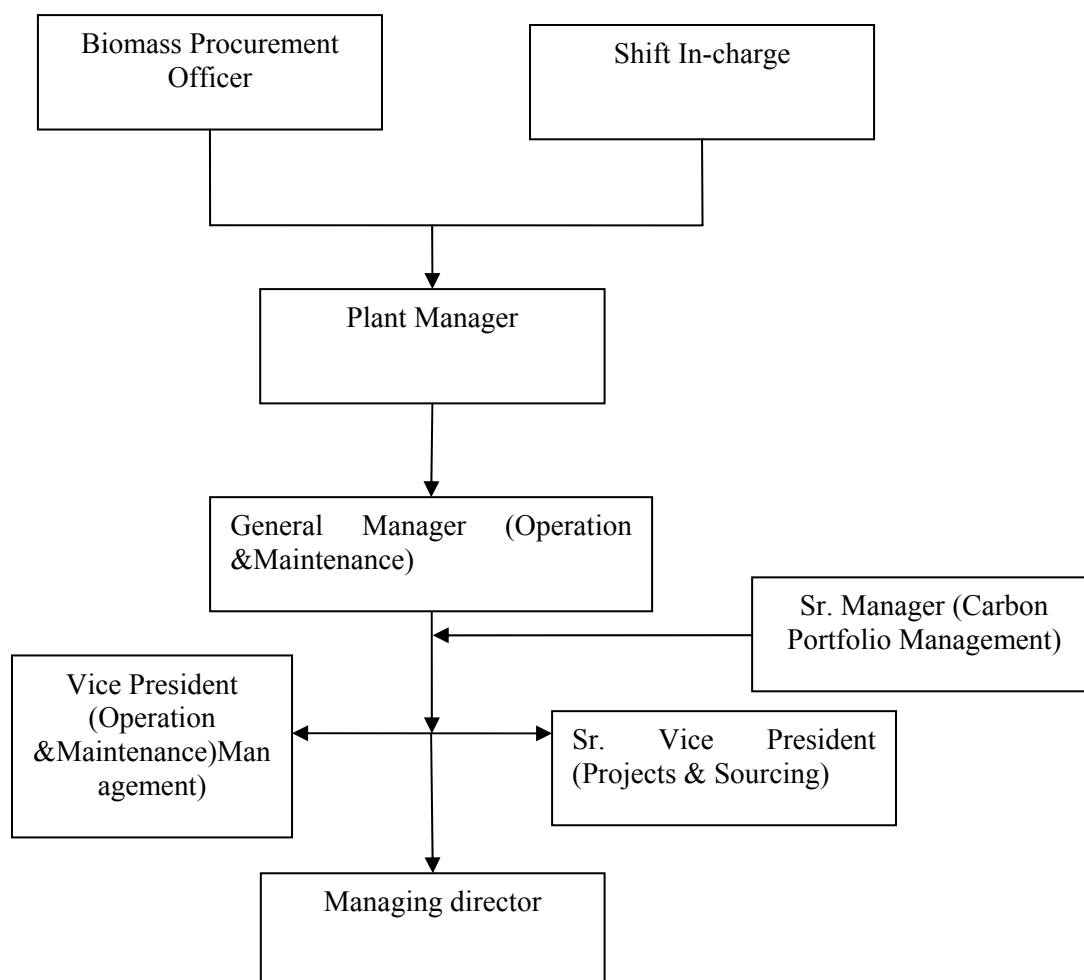 Biomass Procurement
Officer
Shift In-charge
Plant Manager
General Manager (Operation
&Maintenance)
Sr. Manager (Carbon
Portfolio Management)
Vice President
(Operation
&Maintenance)Man
agement)
Sr. Vice President
(Projects & Sourcing)
Managing director